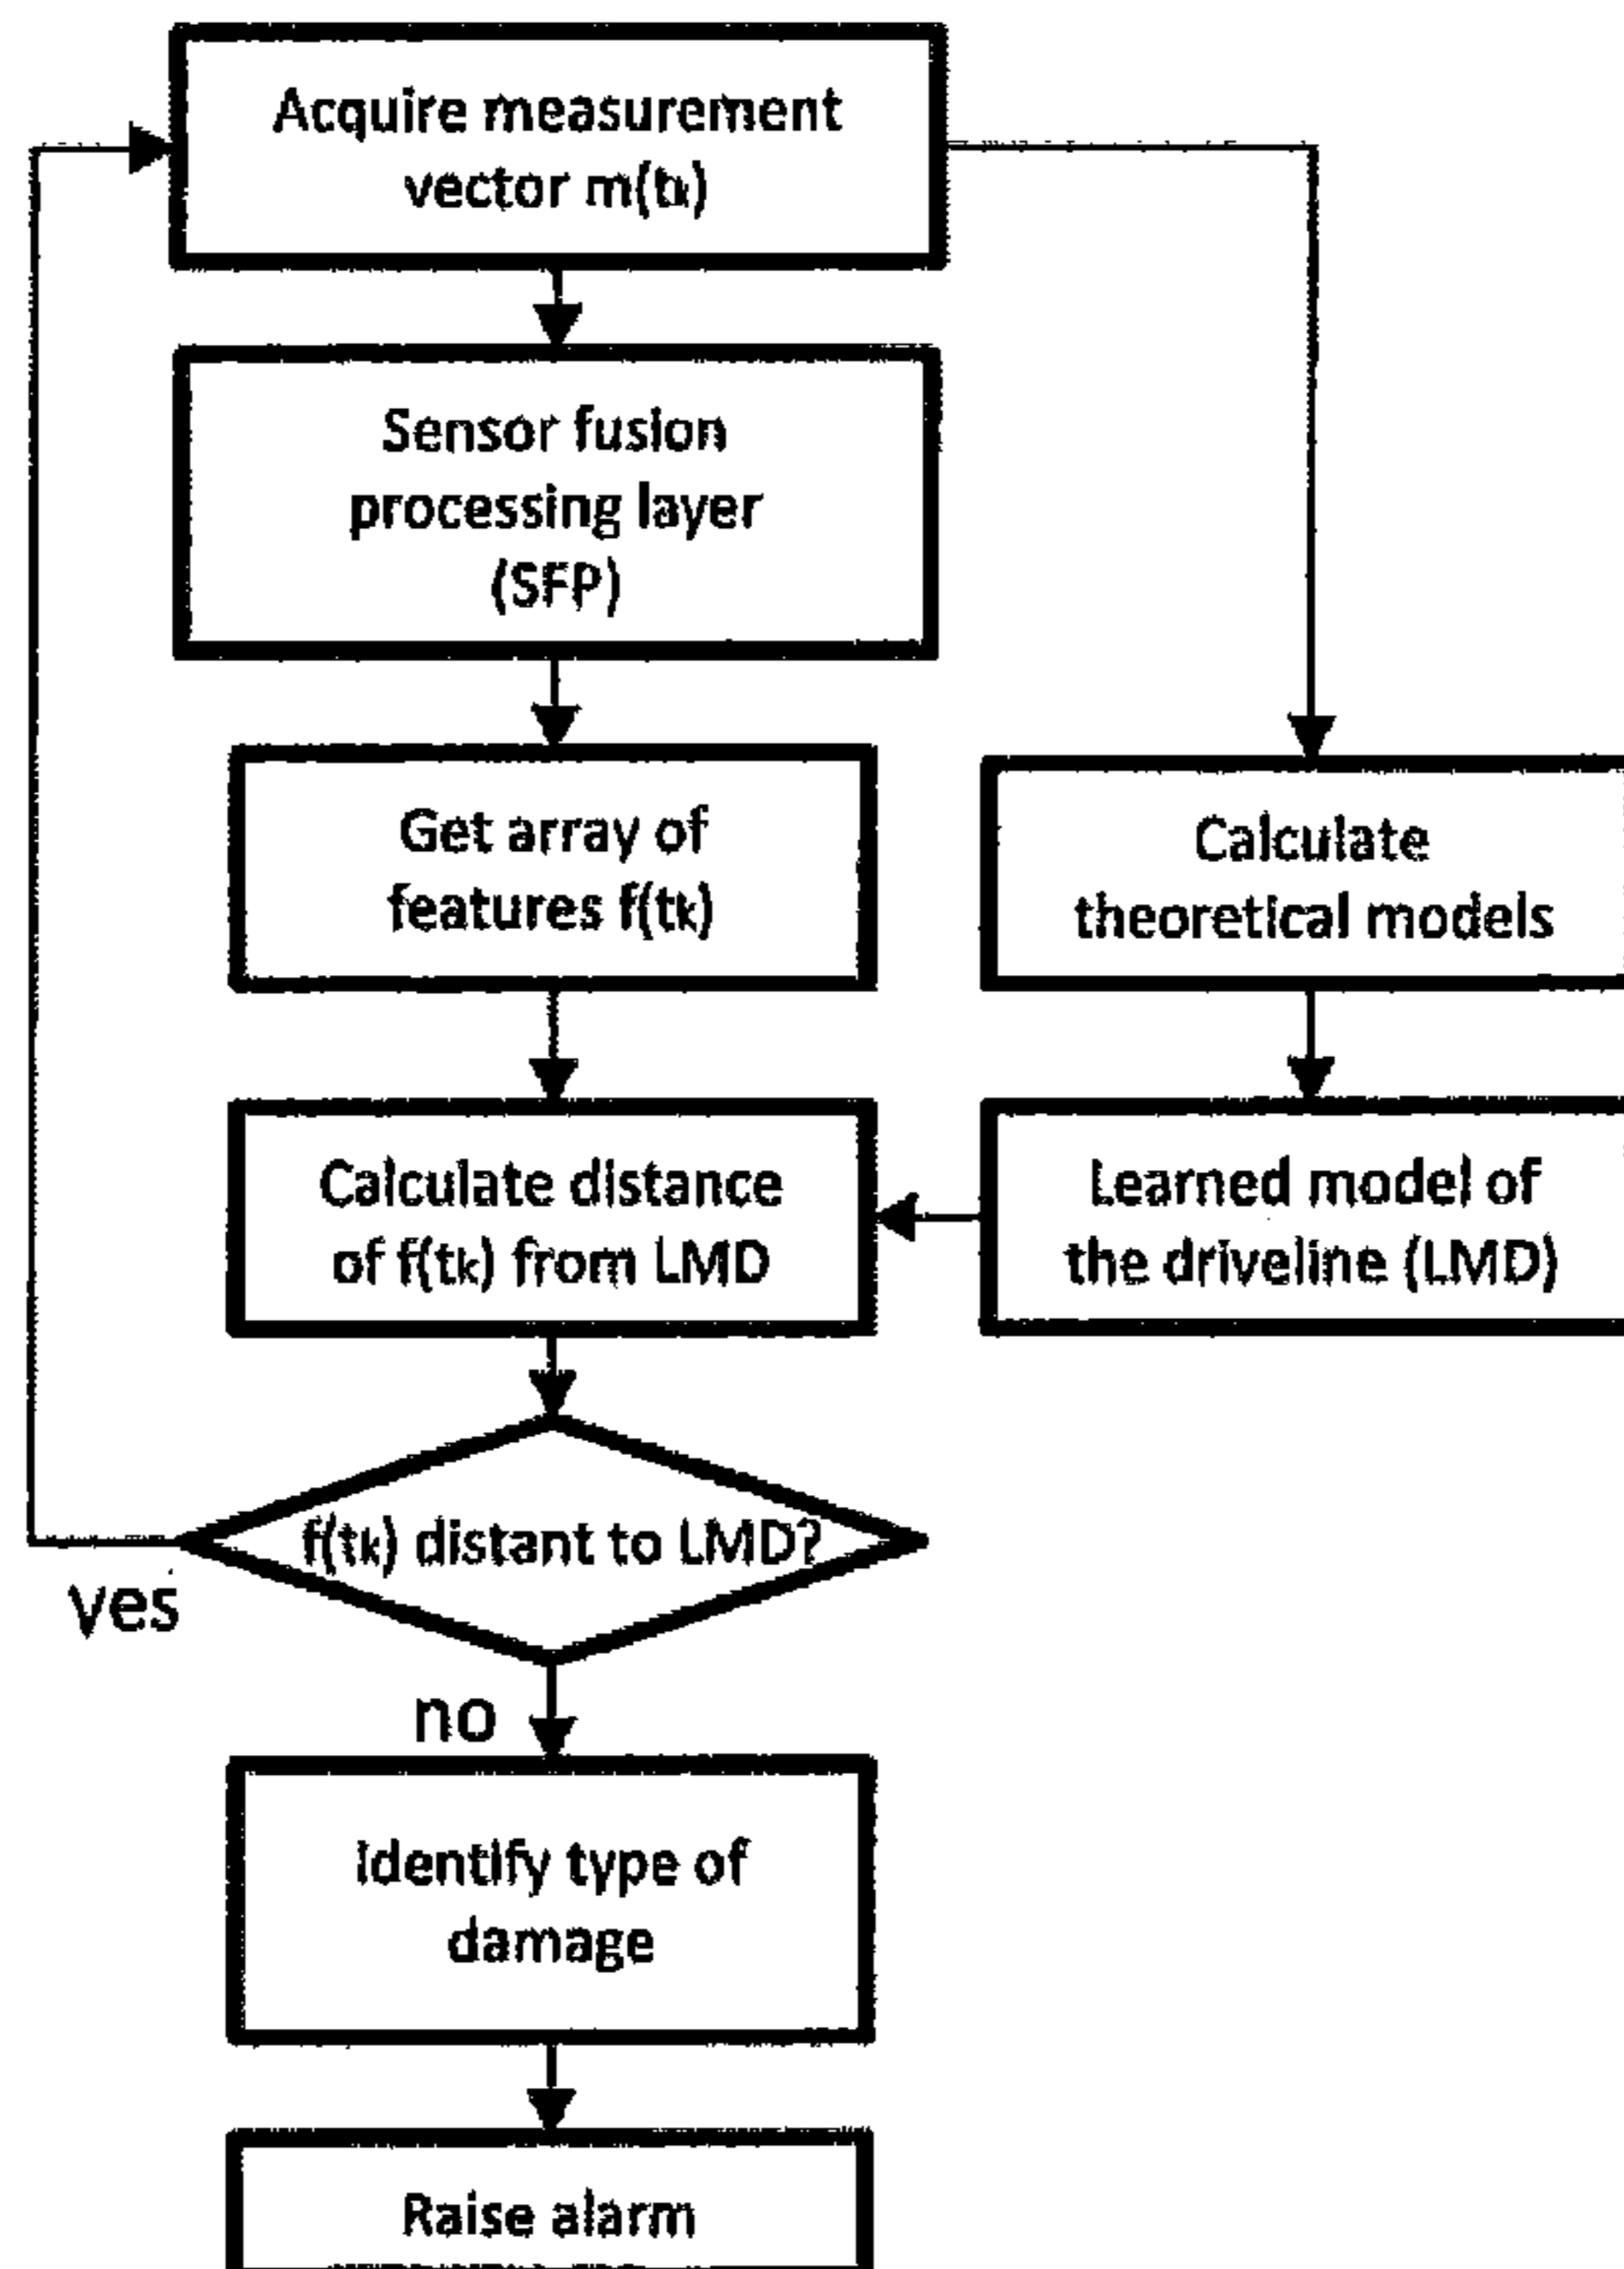 Acquire measurement
vector m(tk)
Sensor fusion
processing layer
(SFP)
Get array of
features f(tk)
Calculate
theoretical models
Calculate distance
of f(tk) from LMD
Learned model of
the driveline (LMD)
f(tk) distant to LMD?
yes
no
Identify type of
damage
Raise alarm